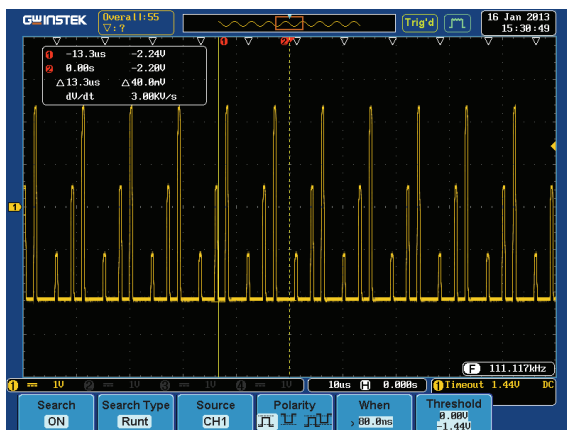 GWINSTEK Overall:55 Trig'd 16 Jan 2013
▽:? 15:30:49
1 -13.3us -2.24V
2 0.00s -2.20V
△13.3us △40.0mV
dV/dt 3.00KV/s
1
F 111.117kHz
1 1V 2 1V 3 1V 4 1V 10us H 0.000s 1 Timeout 1.44V DC
Search Search Type Source Polarity When Threshold
ON Runt CH1 > 80.0ns 0.00V
-1.44V